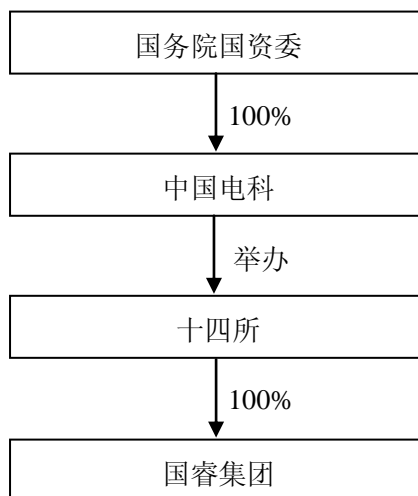 国务院国资委
100%
中国电科
举办
十四所
100%
国睿集团